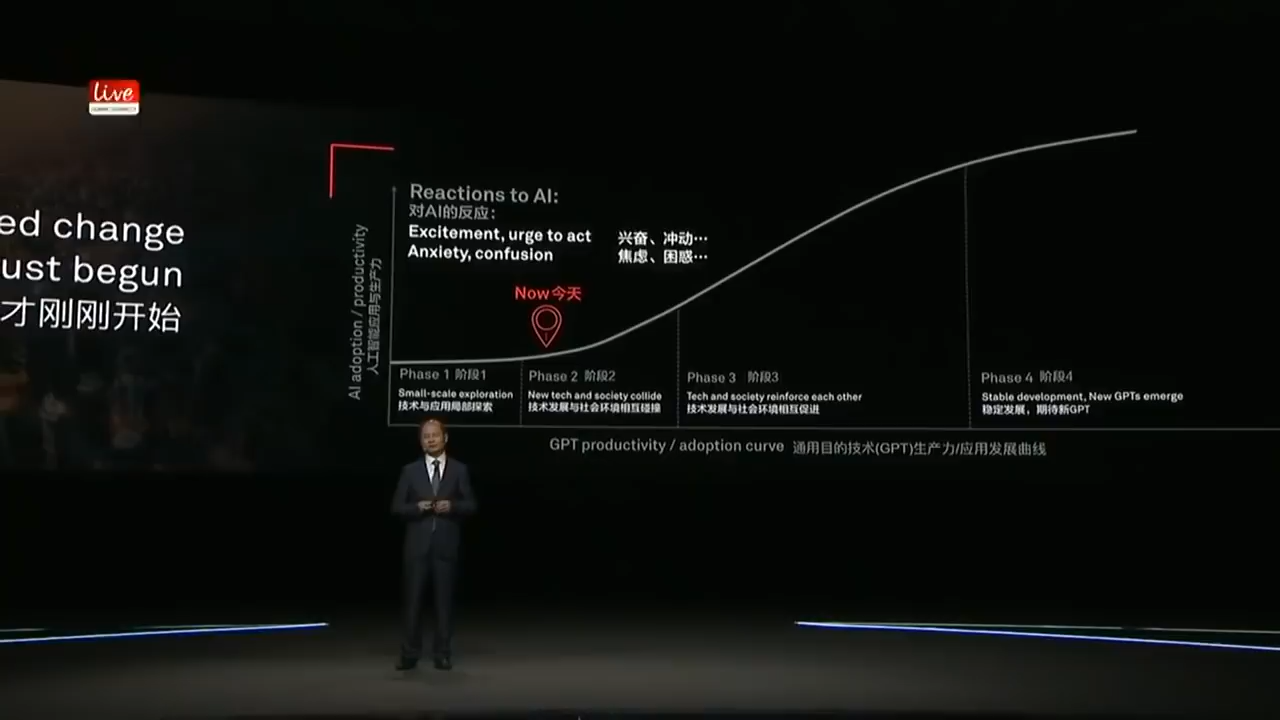 Live
ed change
ust begun
才刚刚开始
Reactions to AI:
对AI的反应：
Excitement, urge to act 兴奋、冲动…
Anxiety, confusion 焦虑、困惑…
Now今天
AI adoption / productivity
人工智能应用与生产力
Phase 1 阶段1
Small-scale exploration
技术与应用局部探索
Phase 2 阶段2
New tech and society collide
技术发展与社会环境相互碰撞
Phase 3 阶段3
Tech and society reinforce each other
技术发展与社会环境相互促进
Phase 4 阶段4
Stable development, New GPTs emerge
稳定发展，期待新GPT
GPT productivity / adoption curve 通用目的技术(GPT)生产力/应用发展曲线